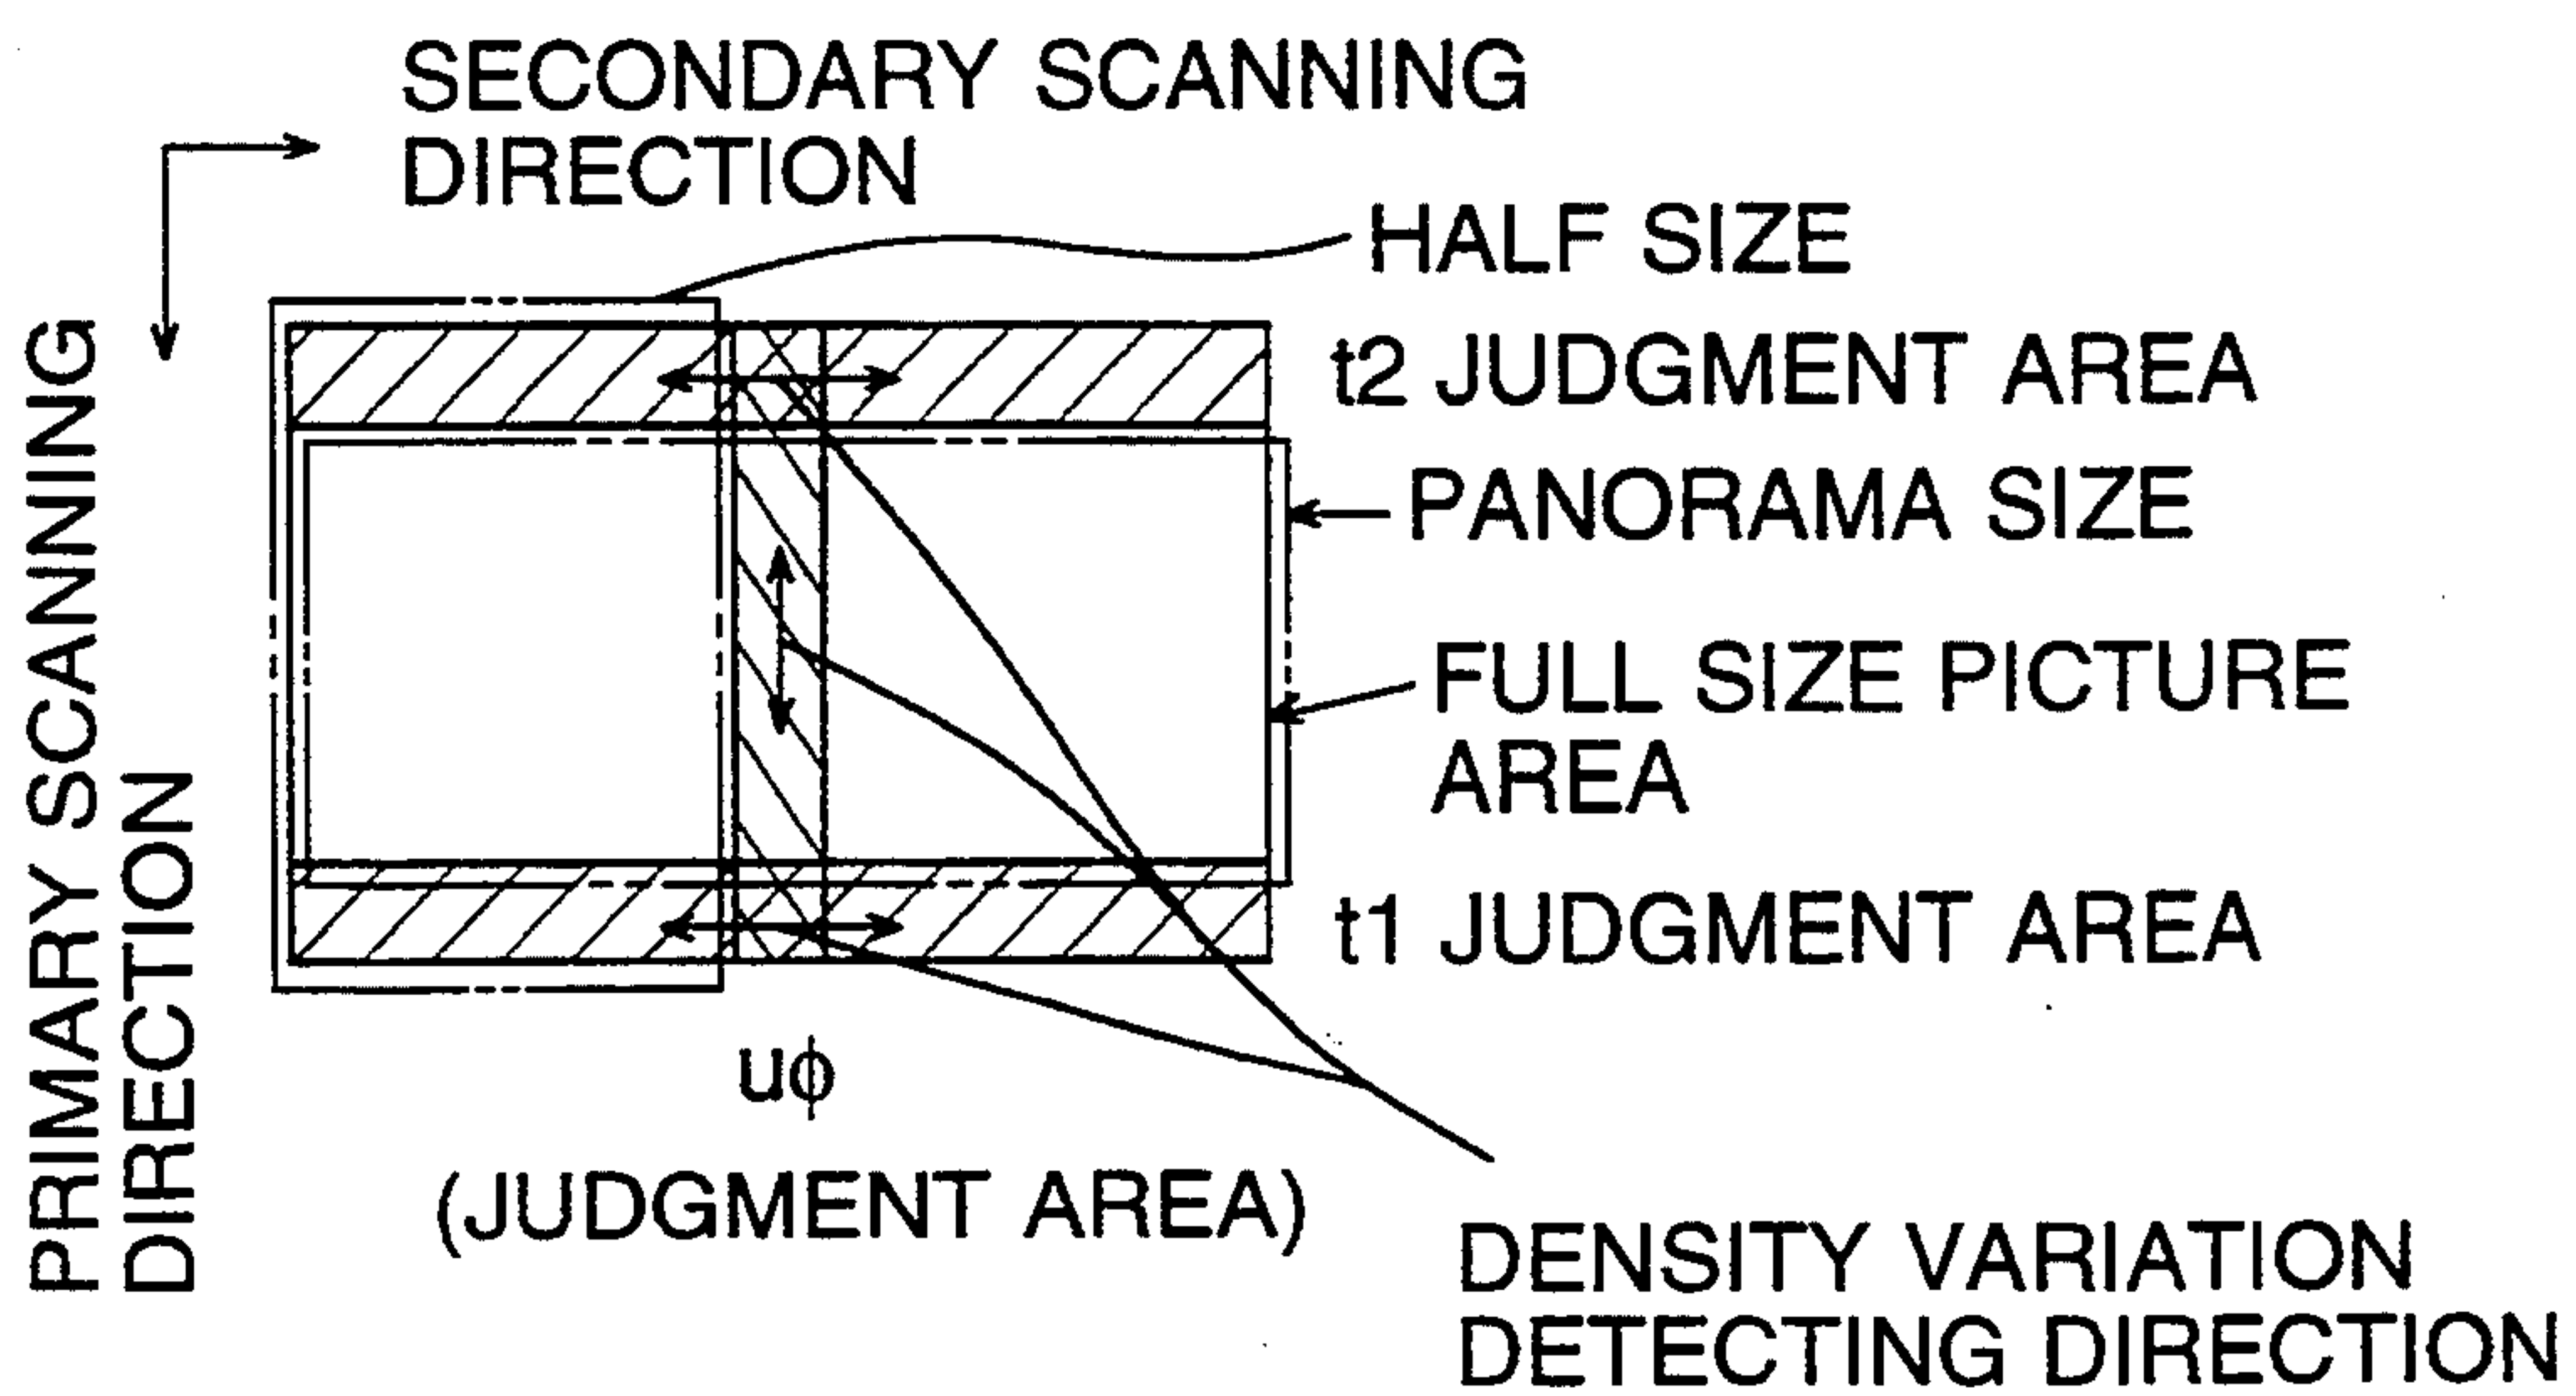 SECONDARY SCANNING
DIRECTION
HALF SIZE
t2 JUDGMENT AREA
PANORAMA SIZE
FULL SIZE PICTURE
AREA
t1 JUDGMENT AREA
PRIMARY SCANNING
DIRECTION
uϕ
(JUDGMENT AREA)
DENSITY VARIATION
DETECTING DIRECTION